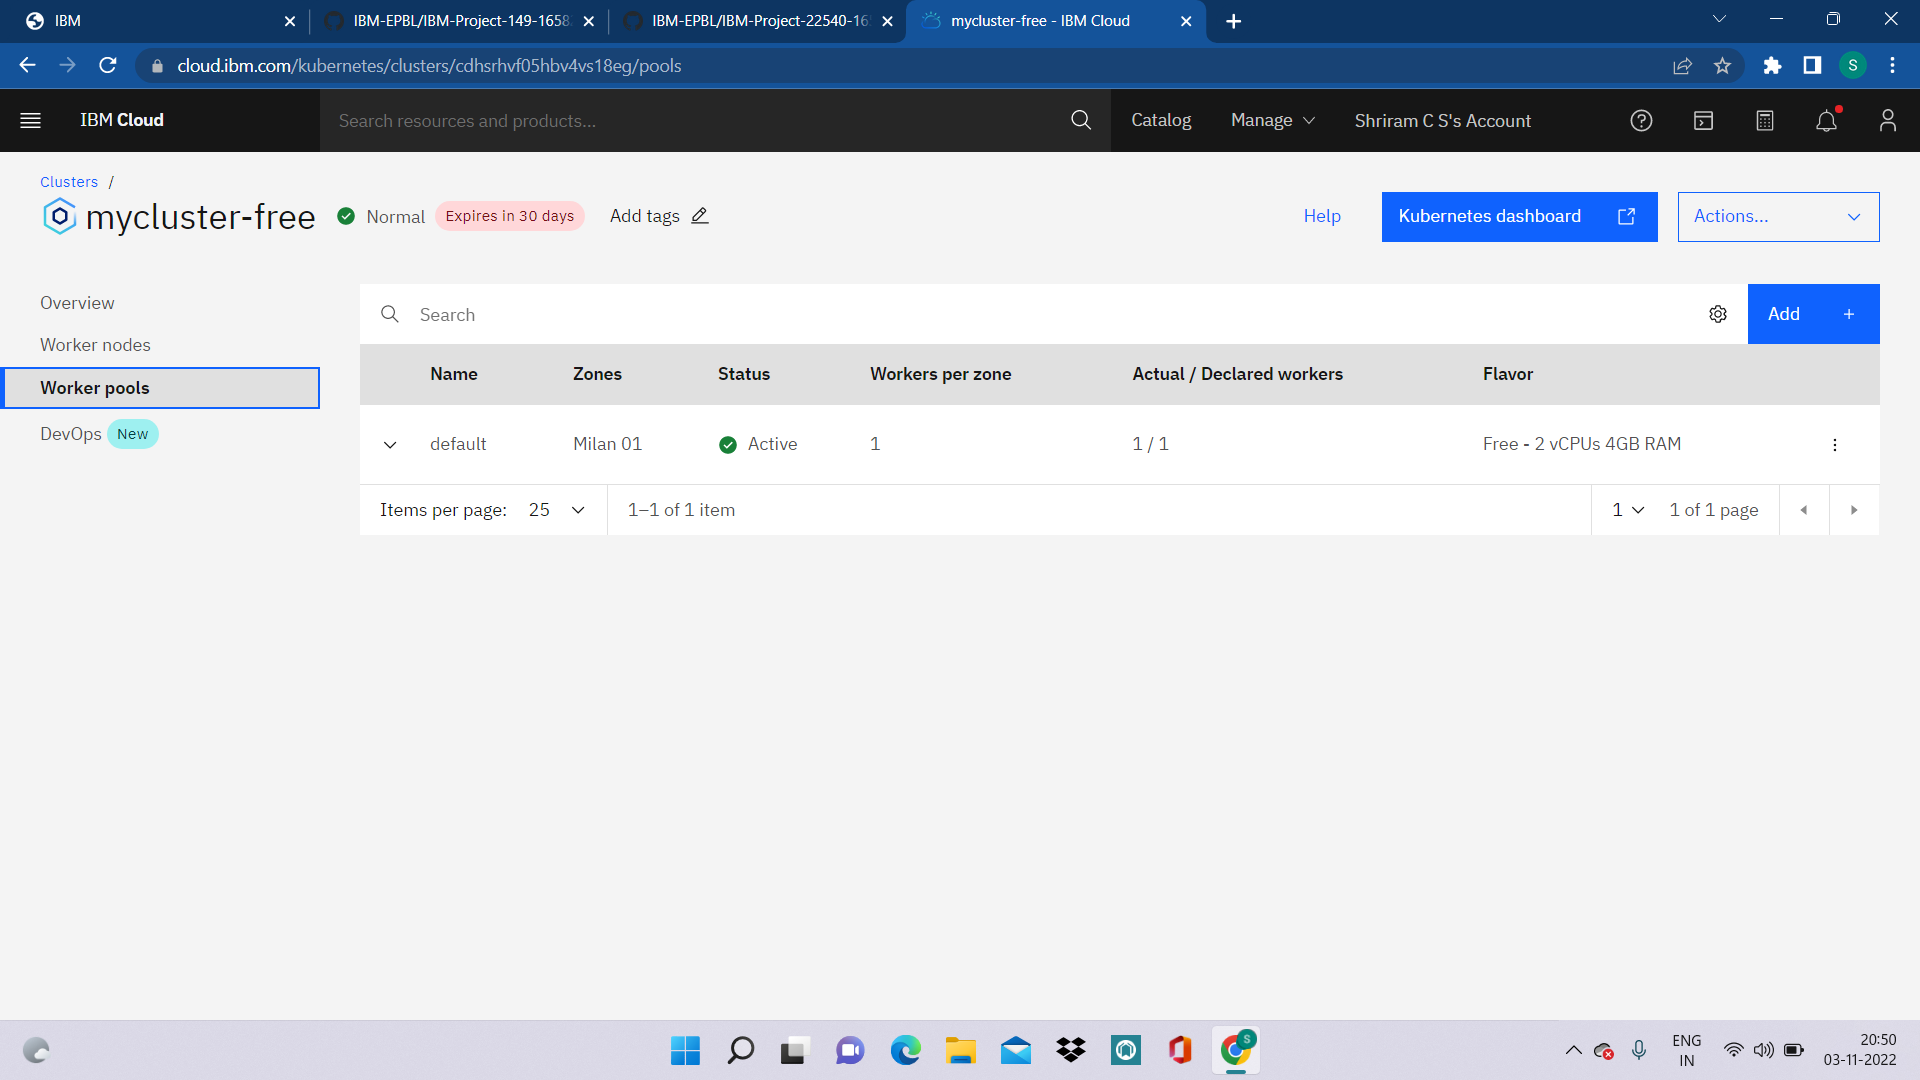 IBM
IBM-EPBL/IBM-Project-149-1658
IBM-EPBL/IBM-Project-22540-16
mycluster-free - IBM Cloud
cloud.ibm.com/kubernetes/clusters/cdhsrhvf05hbv4vs18eg/pools
S
IBM Cloud
Search resources and products...
Catalog
Manage
Shriram C S's Account
Clusters /
mycluster-free
Normal
Expires in 30 days
Add tags
Help
Kubernetes dashboard
Actions...
Overview
Worker nodes
Worker pools
DevOps New
Search
Add +
Name Zones Status Workers per zone Actual / Declared workers Flavor
default Milan 01 Active 1 1 / 1 Free - 2 vCPUs 4GB RAM
Items per page: 25 1–1 of 1 item 1 1 of 1 page
S
ENG
IN
20:50
03-11-2022